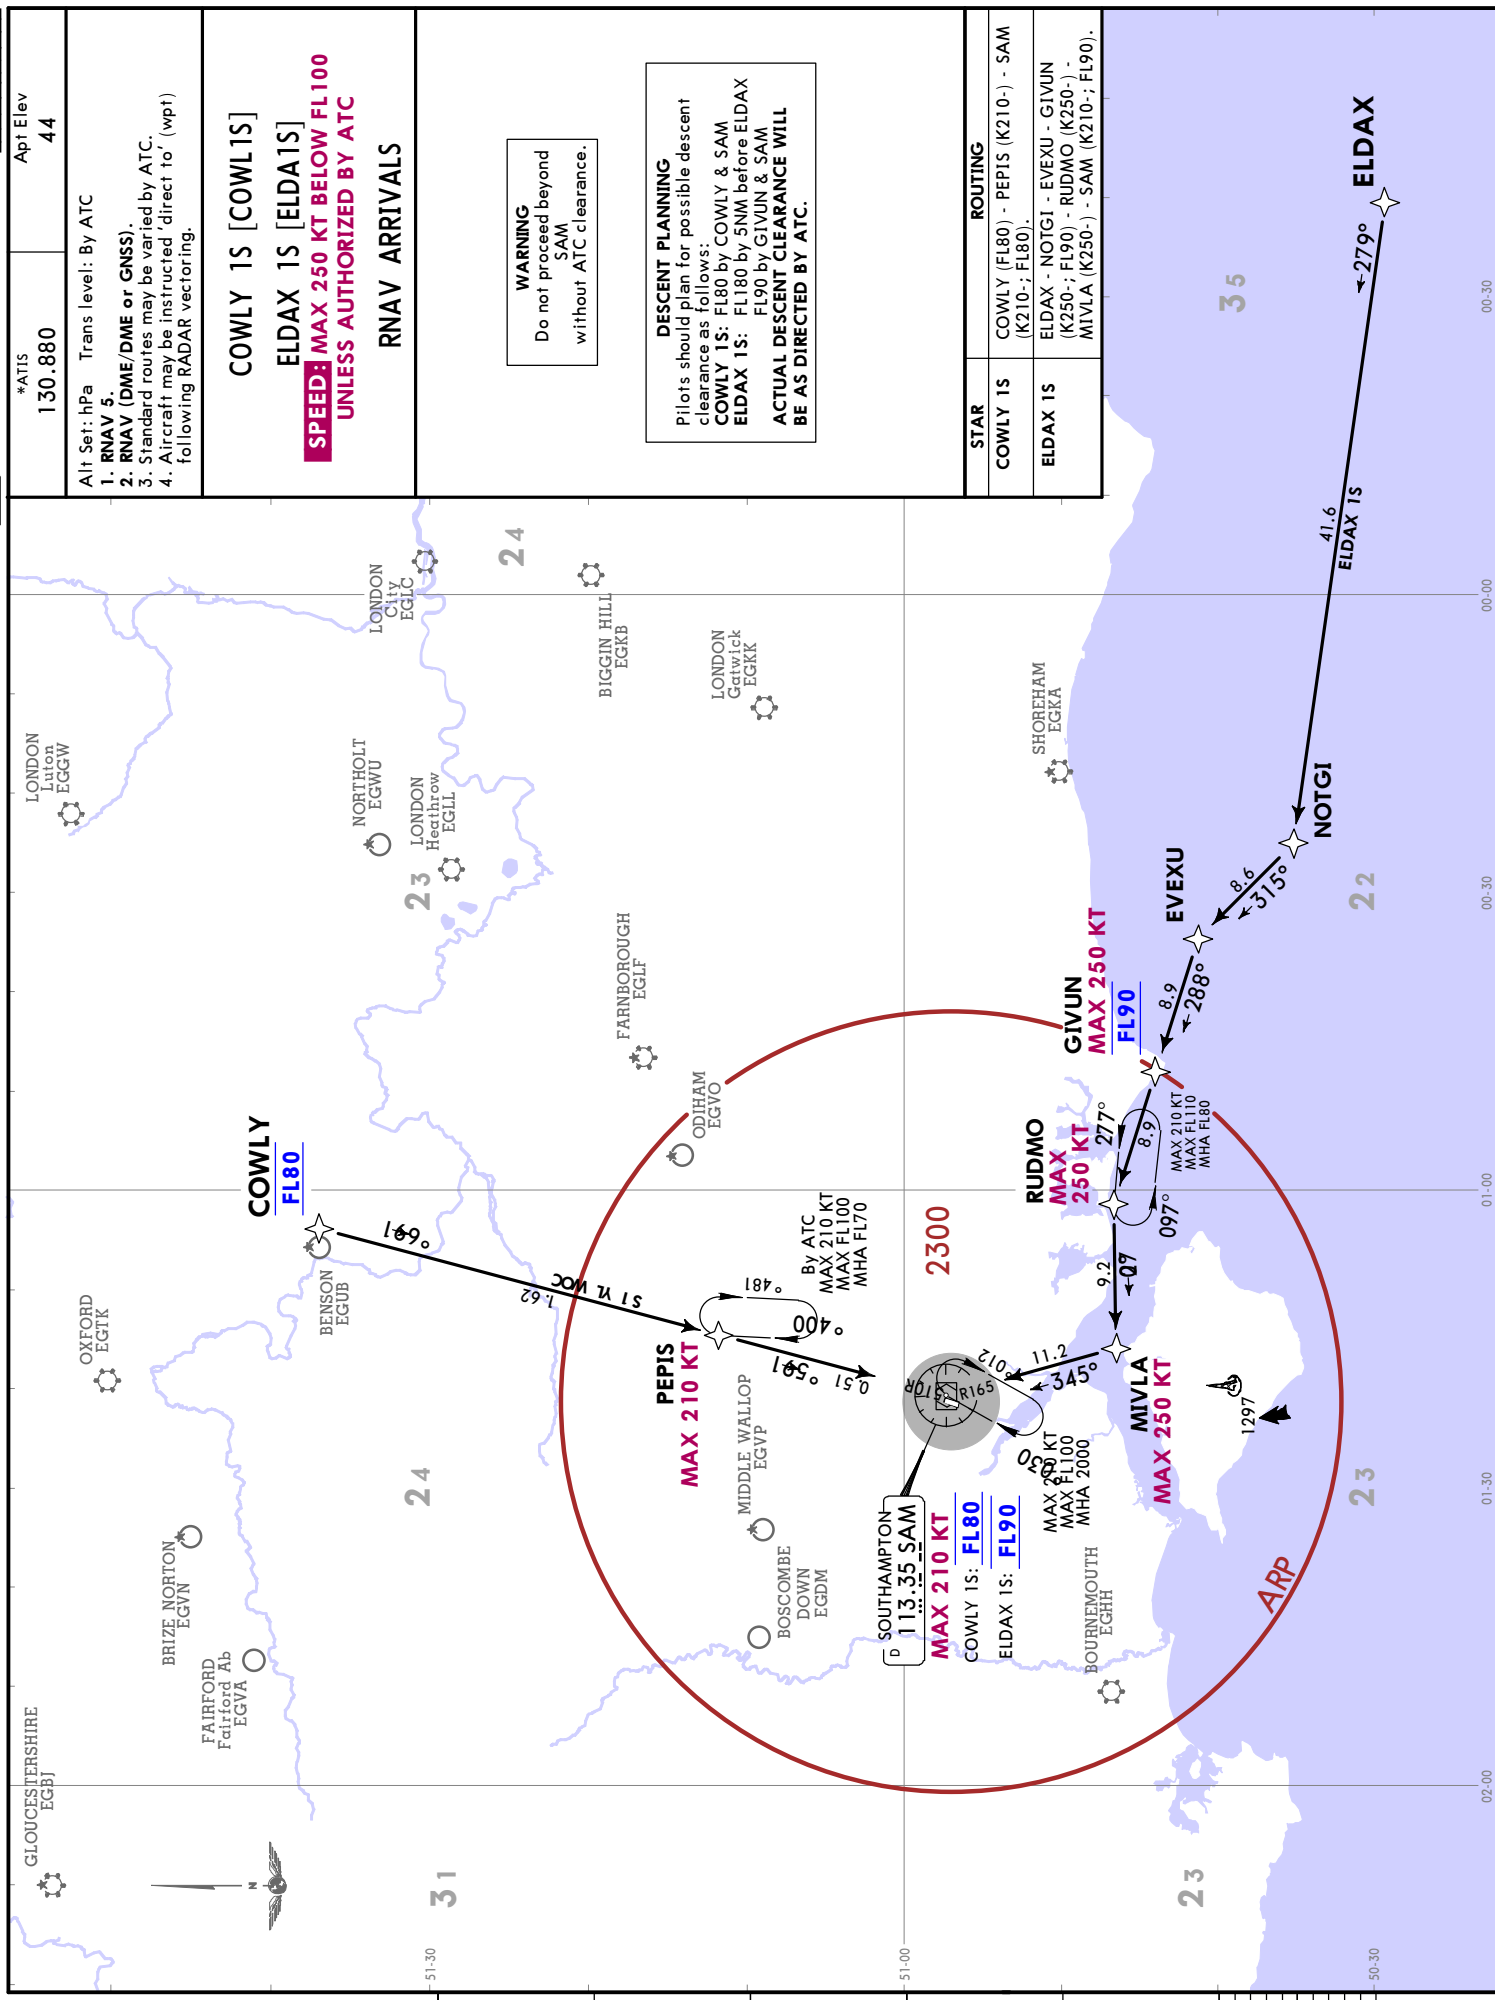 *ATIS
130.880
Apt Elev
44
Alt Set: hPa Trans level: By ATC
1. RNAV 5.
2. RNAV (DME/DME or GNSS).
3. Standard routes may be varied by ATC.
4. Aircraft may be instructed 'direct to' (wpt)
following RADAR vectoring.
COWLY 1S [COWL1S]
ELDAX 1S [ELDA1S]
SPEED: MAX 250 KT BELOW FL100
UNLESS AUTHORIZED BY ATC
RNAV ARRIVALS
WARNING
Do not proceed beyond
SAM
without ATC clearance.
DESCENT PLANNING
Pilots should plan for possible descent
clearance as follows:
COWLY 1S: FL80 by COWLY & SAM
ELDAX 1S: FL180 by 5NM before ELDAX
FL90 by GIVUN & SAM
ACTUAL DESCENT CLEARANCE WILL
BE AS DIRECTED BY ATC.
STAR
ROUTING
COWLY 1S
COWLY (FL80) - PEPIS (K210-) - SAM
(K210-; FL80).
ELDAX 1S
ELDAX - NOTGI - EVEXU - GIVUN
(K250-; FL90) - RUDMO (K250-) -
MIVLA (K250-) - SAM (K210-; FL90).
GLOUCESTERSHIRE
EGBJ
OXFORD
EGTK
LONDON
Luton
EGGW
BRIZE NORTON
EGVN
FAIRFORD
Fairford Ab
EGVA
N
COWLY
FL80
BENSON
EGUB
NORTHOLT
EGWU
LONDON
Heathrow
EGLL
LONDON
City
EGLC
31
24
23
24
169°
COWLY 1S
26.1
BIGGIN HILL
EGKB
LONDON
Gatwick
EGKK
FARNBOROUGH
EGLF
ODIHAM
EGVO
PEPIS
MAX 210 KT
184°
004°
By ATC
MAX 210 KT
MAX FL100
MHA FL70
165°
15.0
MIDDLE WALLOP
EGVP
BOSCOMBE
DOWN
EGDM
2300
D
SOUTHAMPTON
113.35 SAM
MAX 210 KT
COWLY 1S: FL80
ELDAX 1S: FL90
R165
210°
030°
MAX 210 KT
MAX FL100
MHA 2000
11.2
345°
MIVLA
MAX 250 KT
1297
9.2
RUDMO
MAX
250 KT
277°
097°
8.9
MAX 210 KT
MAX FL110
MHA FL80
GIVUN
MAX 250 KT
FL90
8.9
288°
EVEXU
8.6
315°
NOTGI
41.6
ELDAX 1S
279°
ELDAX
SHOREHAM
EGKA
BOURNEMOUTH
EGHH
ARP
23
23
22
35
51-30
51-00
50-30
02-00
01-30
01-00
00-30
00-00
00-30